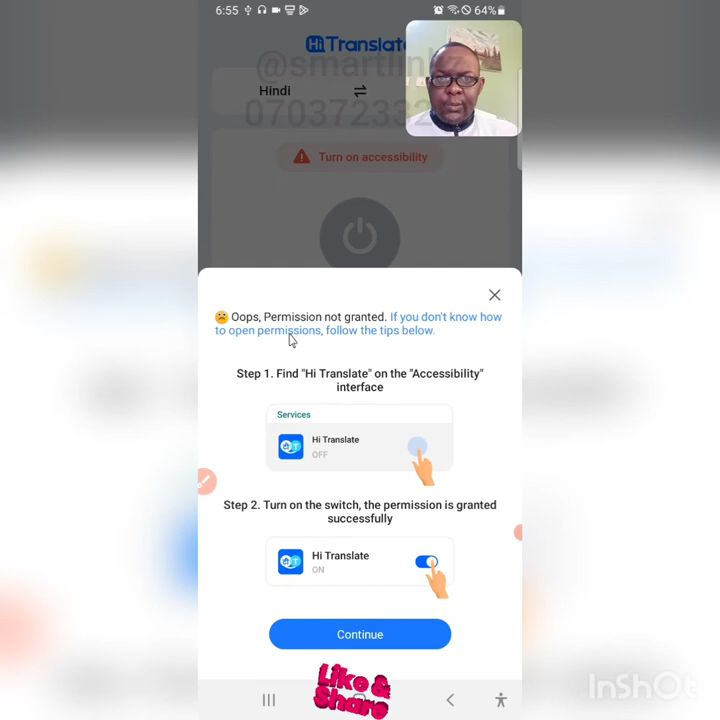 6:55
64%
Hi Translate
@smartlink
Hindi
070372332
Turn on accessibility
Oops, Permission not granted. If you don't know how
to open permissions, follow the tips below.
Step 1. Find "Hi Translate" on the "Accessibility"
interface
Services
Hi Translate
OFF
Step 2. Turn on the switch, the permission is granted
successfully
Hi Translate
ON
Continue
Like &
Share
InShOt